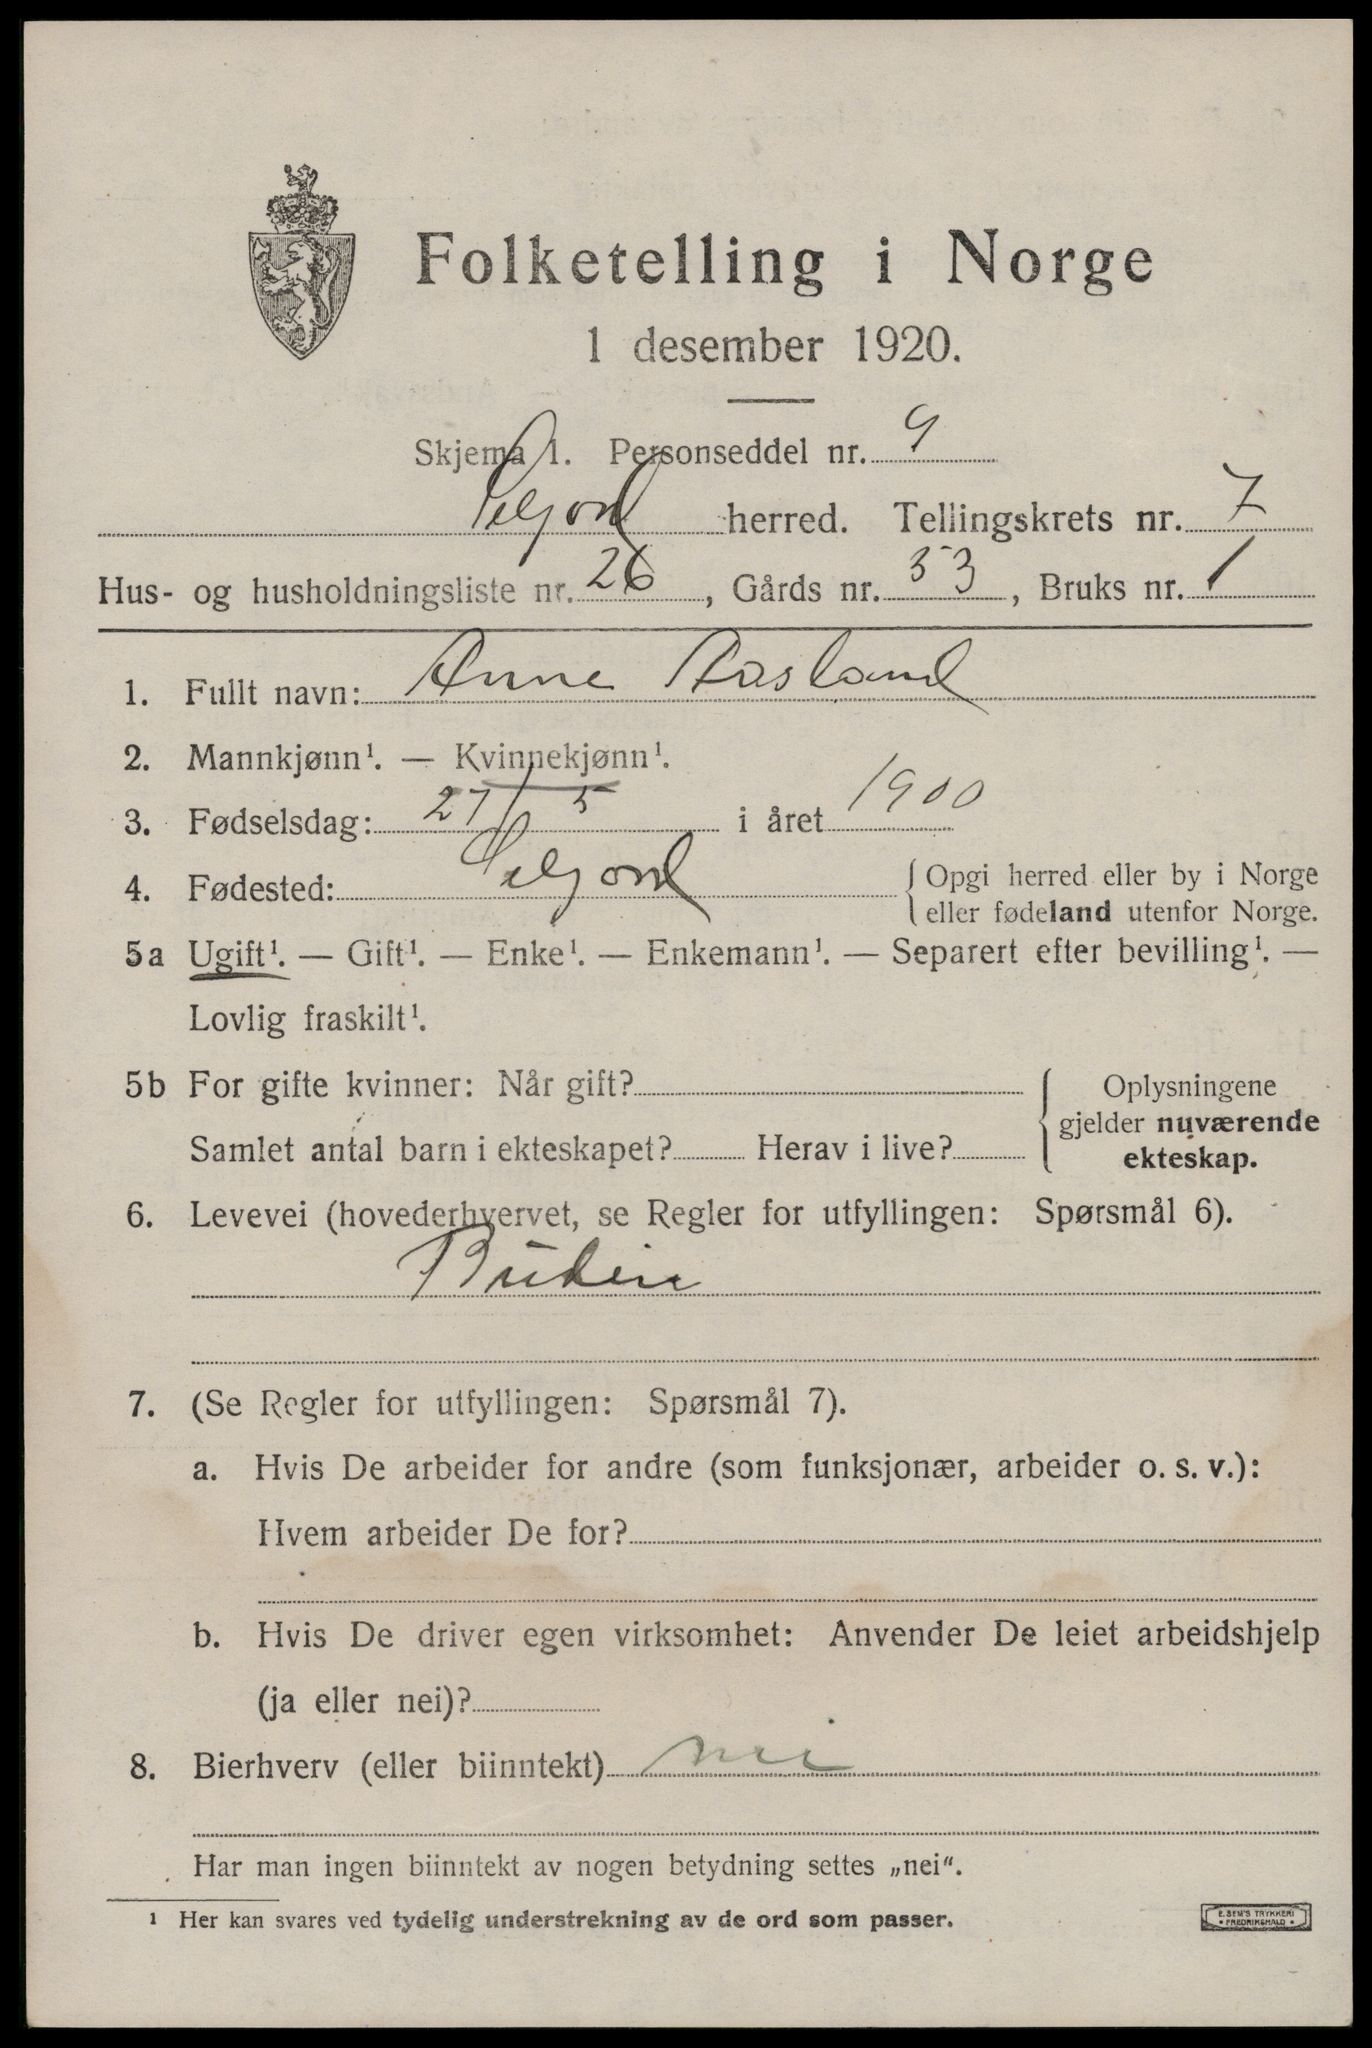 Folketelling i Norge
1 desember 1920.
Skjema 1. Personseddel nr. 9
Seljord herred. Tellingskrets nr. 7
Hus- og husholdningsliste nr. 26, Gårds nr. 53, Bruks nr. 1
1. Fullt navn: Anne Aasland
2. Mannkjønn¹. — Kvinnekjønn¹.
3. Fødselsdag: 27/5 i året 1900
4. Fødested: Seljord {Opgi herred eller by i Norge
eller fødeland utenfor Norge.
5a Ugift¹. — Gift¹. — Enke¹. — Enkemann¹. — Separert efter bevilling¹. —
Lovlig fraskilt¹.
5b For gifte kvinner: Når gift? Oplysningene
gjelder nuværende
Samlet antal barn i ekteskapet? Herav i live? ekteskap.
6. Levevei (hovederhvervet, se Regler for utfyllingen: Spørsmål 6).
Budeie
7. (Se Regler for utfyllingen: Spørsmål 7).
a. Hvis De arbeider for andre (som funksjonær, arbeider o. s. v.):
Hvem arbeider De for?
b. Hvis De driver egen virksomhet: Anvender De leiet arbeidshjelp
(ja eller nei)?
8. Bierhverv (eller biinntekt) nei
Har man ingen biinntekt av nogen betydning settes „nei“.
¹ Her kan svares ved tydelig understrekning av de ord som passer.
E. SEM'S TRYKKERI
• FREDRIKSHALD •